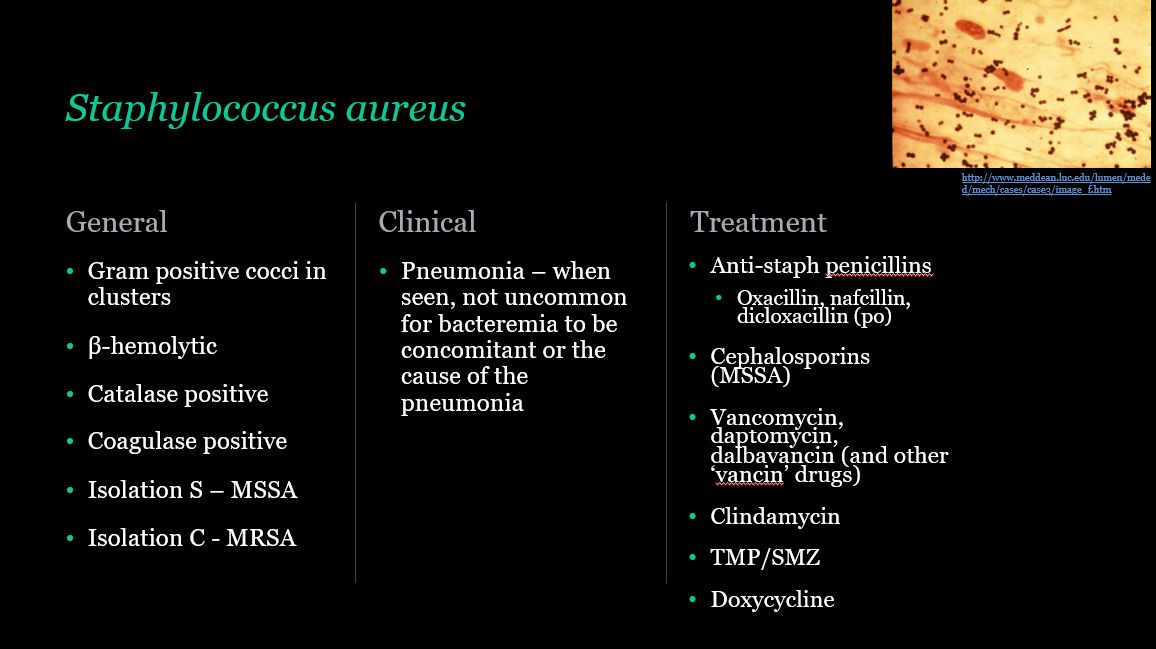 Staphylococcus aureus
http://www.meddean.luc.edu/lumen/mede
d/mech/cases/case3/image_f.htm
General
• Gram positive cocci in
clusters
• β-hemolytic
• Catalase positive
• Coagulase positive
• Isolation S – MSSA
• Isolation C - MRSA
Clinical
• Pneumonia – when
seen, not uncommon
for bacteremia to be
concomitant or the
cause of the
pneumonia
Treatment
• Anti-staph penicillins
• Oxacillin, nafcillin,
dicloxacillin (po)
• Cephalosporins
(MSSA)
• Vancomycin,
daptomycin,
dalbavancin (and other
‘vancin’ drugs)
• Clindamycin
• TMP/SMZ
• Doxycycline